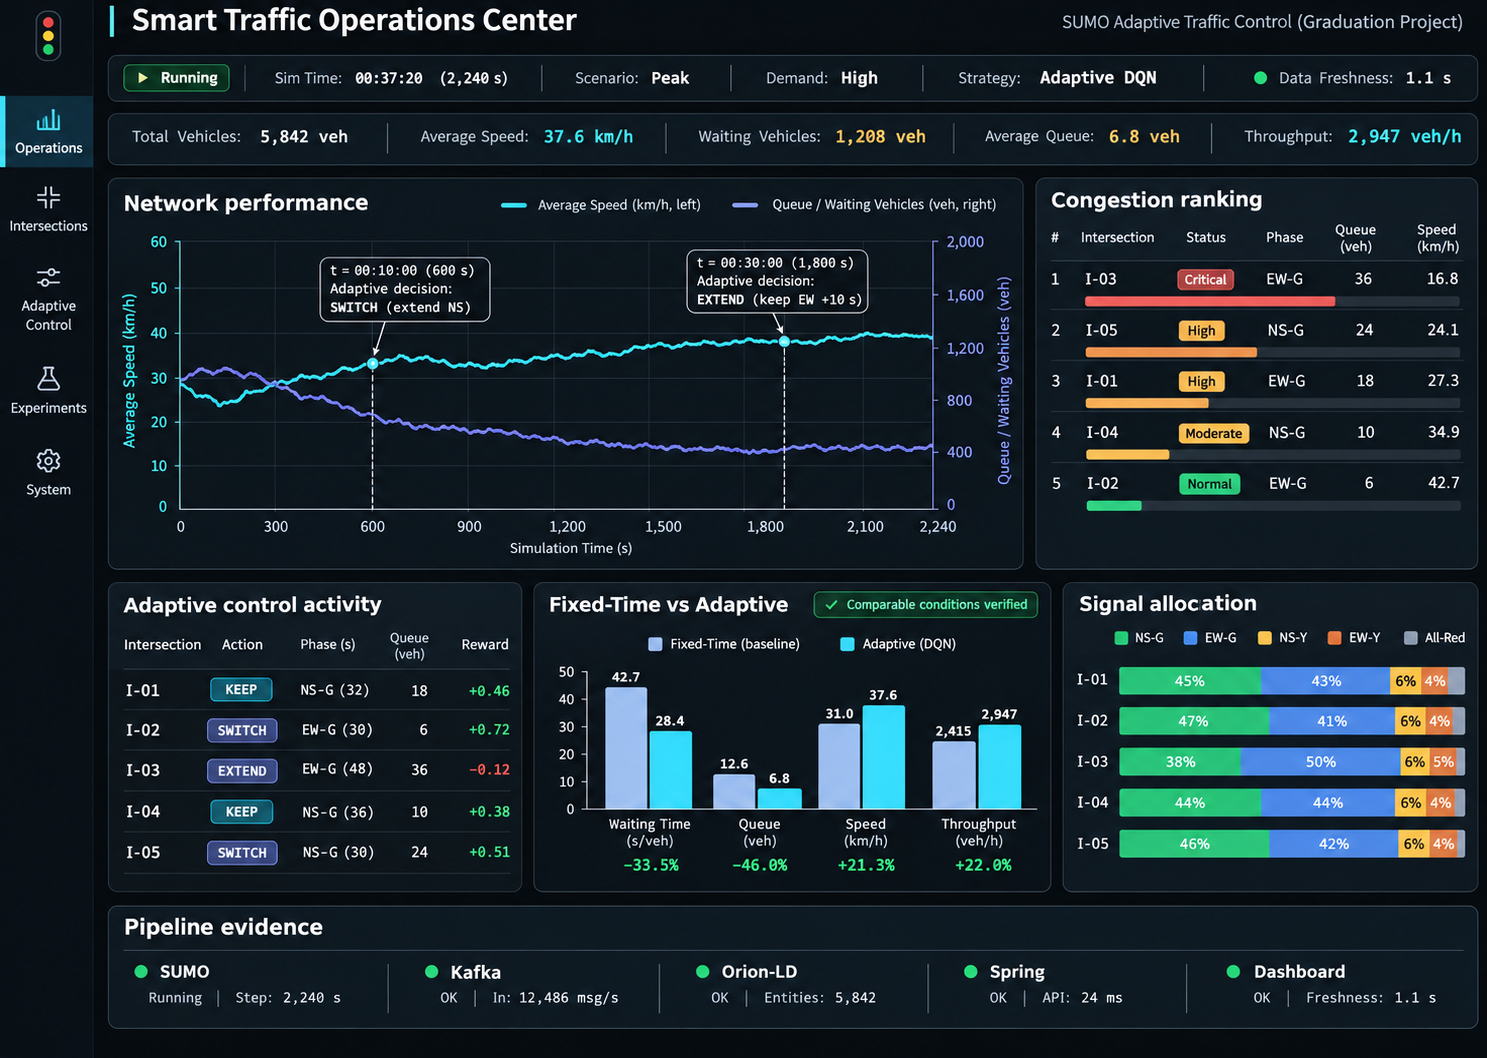 Smart Traffic Operations Center
SUMO Adaptive Traffic Control (Graduation Project)
Running
Sim Time: 00:37:20 (2,240 s)
Scenario: Peak
Demand: High
Strategy: Adaptive DQN
Data Freshness: 1.1 s
Total Vehicles: 5,842 veh
Average Speed: 37.6 km/h
Waiting Vehicles: 1,208 veh
Average Queue: 6.8 veh
Throughput: 2,947 veh/h
Operations
Intersections
Adaptive
Control
Experiments
System
Network performance
Average Speed (km/h, left)
Queue / Waiting Vehicles (veh, right)
Average Speed (km/h)
60
50
40
30
20
10
0
t = 00:10:00 (600 s)
Adaptive decision:
SWITCH (extend NS)
t = 00:30:00 (1,800 s)
Adaptive decision:
EXTEND (keep EW +10 s)
2,000
1,600
1,200
800
400
0
Queue / Waiting Vehicles (veh)
0 300 600 900 1,200 1,500 1,800 2,100 2,240
Simulation Time (s)
Congestion ranking
# Intersection Status Phase Queue (veh) Speed (km/h)
1 I-03 Critical EW-G 36 16.8
2 I-05 High NS-G 24 24.1
3 I-01 High EW-G 18 27.3
4 I-04 Moderate NS-G 10 34.9
5 I-02 Normal EW-G 6 42.7
Adaptive control activity
Intersection Action Phase (s) Queue (veh) Reward
I-01 KEEP NS-G (32) 18 +0.46
I-02 SWITCH EW-G (30) 6 +0.72
I-03 EXTEND EW-G (48) 36 −0.12
I-04 KEEP NS-G (36) 10 +0.38
I-05 SWITCH NS-G (30) 24 +0.51
Fixed-Time vs Adaptive
Comparable conditions verified
Fixed-Time (baseline)
Adaptive (DQN)
50
40
30
20
10
0
42.7 28.4
12.6 6.8
31.0 37.6
2,415 2,947
Waiting Time
(s/veh)
−33.5%
Queue
(veh)
−46.0%
Speed
(km/h)
+21.3%
Throughput
(veh/h)
+22.0%
Signal allocation
NS-G EW-G NS-Y EW-Y All-Red
I-01 45% 43% 6% 4%
I-02 47% 41% 6% 4%
I-03 38% 50% 6% 5%
I-04 44% 44% 6% 4%
I-05 46% 42% 6% 4%
Pipeline evidence
SUMO
Running | Step: 2,240 s
Kafka
OK | In: 12,486 msg/s
Orion-LD
OK | Entities: 5,842
Spring
OK | API: 24 ms
Dashboard
OK | Freshness: 1.1 s